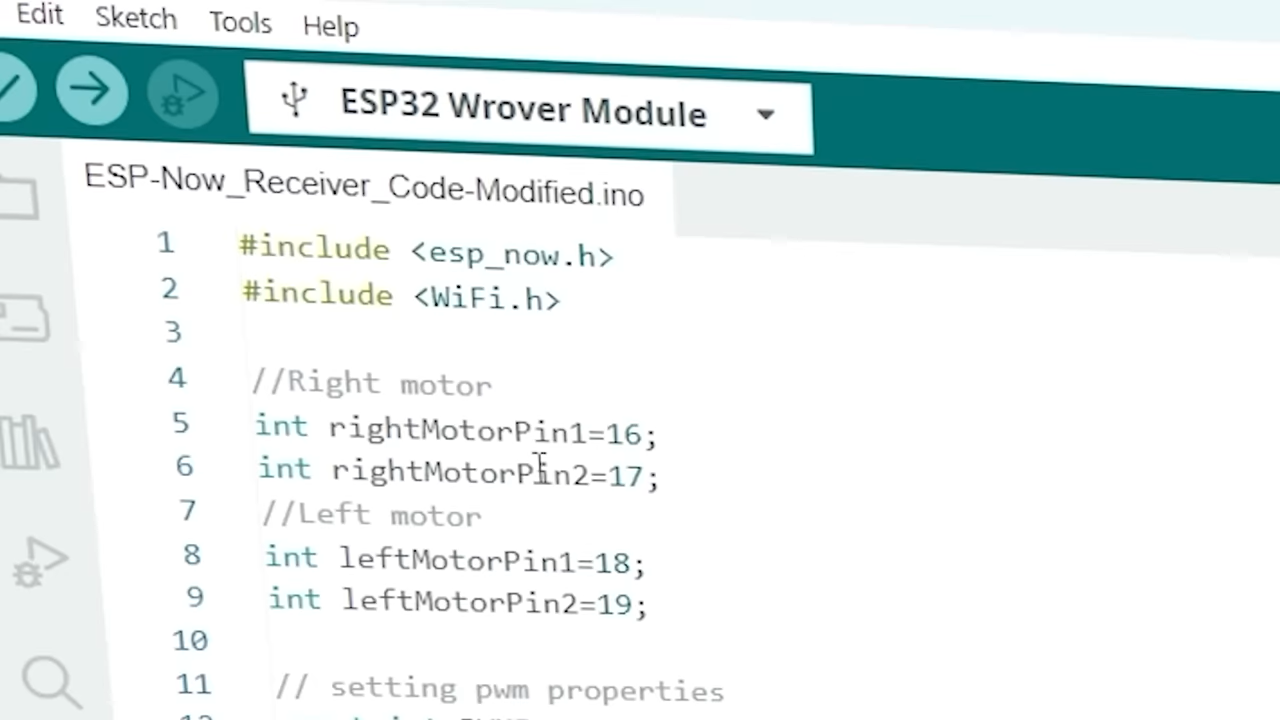 Edit Sketch Tools Help
ESP32 Wrover Module
ESP-Now_Receiver_Code-Modified.ino
1 #include <esp_now.h>
2 #include <WiFi.h>
3
4 //Right motor
5 int rightMotorPin1=16;
6 int rightMotorPin2=17;
7 //Left motor
8 int leftMotorPin1=18;
9 int leftMotorPin2=19;
10
11 // setting pwm properties